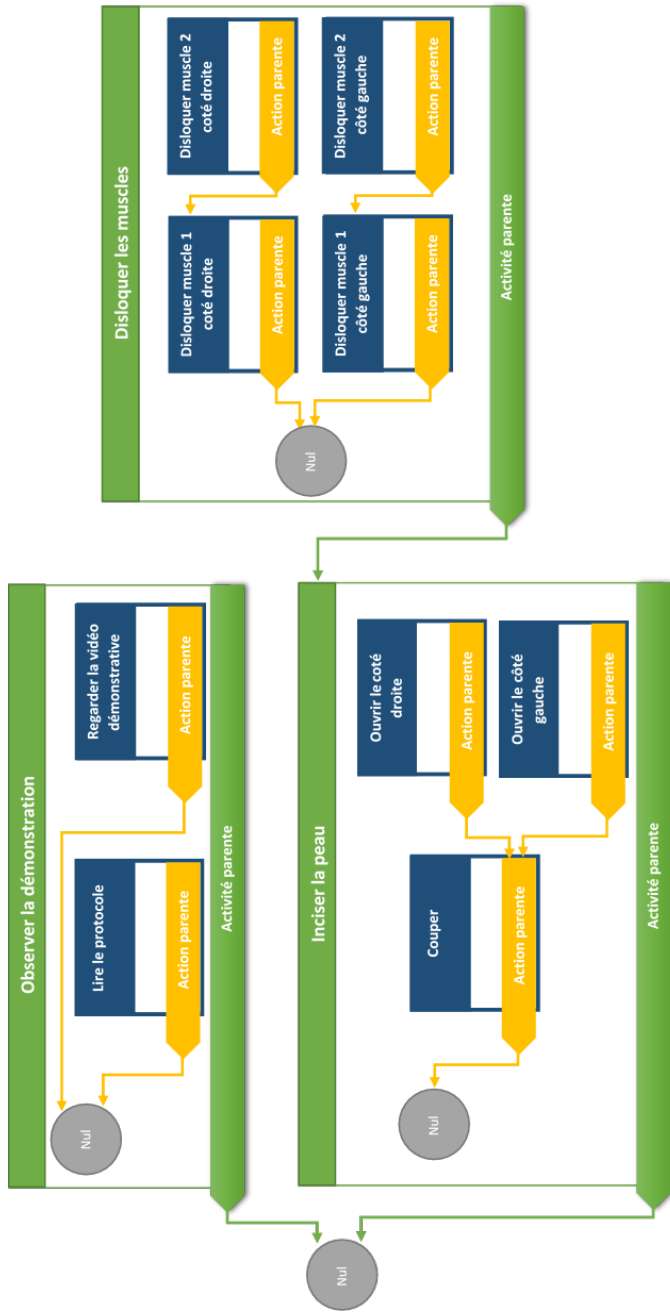 Observer la démonstration
Nul
Lire le protocole
Action parente
Regarder la vidéo
démonstrative
Action parente
Activité parente
Nul
Inciser la peau
Nul
Couper
Action parente
Ouvrir le coté
droite
Action parente
Ouvrir le côté
gauche
Action parente
Activité parente
Disloquer les muscles
Nul
Disloquer muscle 1
coté droite
Action parente
Disloquer muscle 2
coté droite
Action parente
Disloquer muscle 1
côté gauche
Action parente
Disloquer muscle 2
côté gauche
Action parente
Activité parente